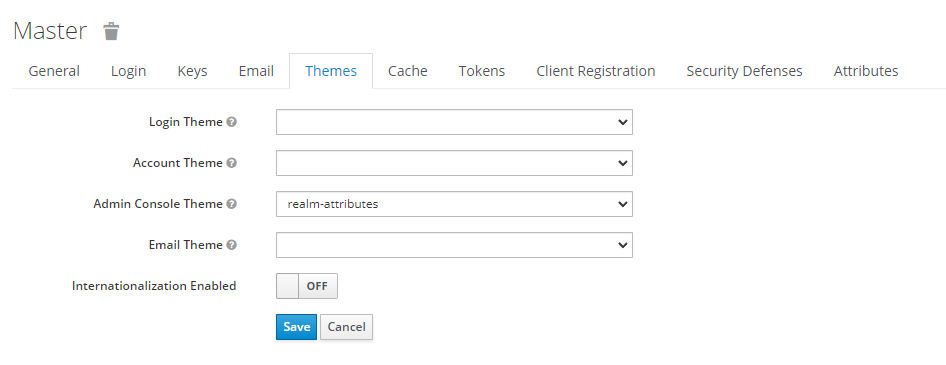 Master
General Login Keys Email Themes Cache Tokens Client Registration Security Defenses Attributes
Login Theme
Account Theme
Admin Console Theme realm-attributes
Email Theme
Internationalization Enabled OFF
Save Cancel